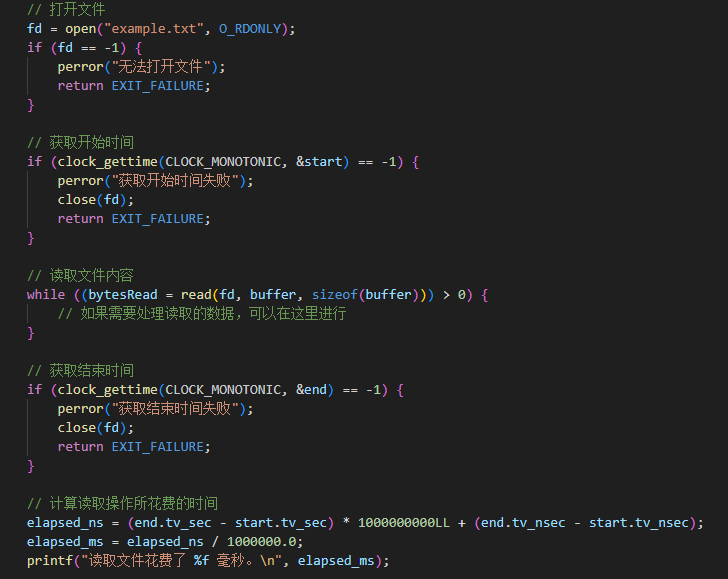 // 打开文件
fd = open("example.txt", O_RDONLY);
if (fd == -1) {
perror("无法打开文件");
return EXIT_FAILURE;
}
// 获取开始时间
if (clock_gettime(CLOCK_MONOTONIC, &start) == -1) {
perror("获取开始时间失败");
close(fd);
return EXIT_FAILURE;
}
// 读取文件内容
while ((bytesRead = read(fd, buffer, sizeof(buffer))) > 0) {
// 如果需要处理读取的数据，可以在这里进行
}
// 获取结束时间
if (clock_gettime(CLOCK_MONOTONIC, &end) == -1) {
perror("获取结束时间失败");
close(fd);
return EXIT_FAILURE;
}
// 计算读取操作所花费的时间
elapsed_ns = (end.tv_sec - start.tv_sec) * 1000000000LL + (end.tv_nsec - start.tv_nsec);
elapsed_ms = elapsed_ns / 1000000.0;
printf("读取文件花费了 %f 毫秒。\n", elapsed_ms);